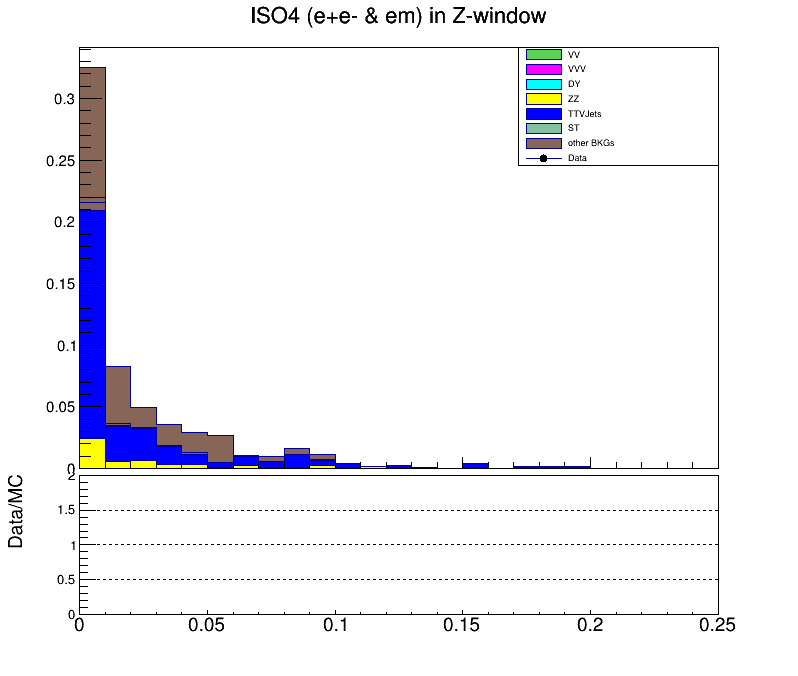 ISO4 (e+e- & em) in Z-window
VV
VVV
DY
ZZ
TTVJets
ST
other BKGs
Data
0.3
0.25
0.2
0.15
0.1
0.05
0
Data/MC
2
1.5
1
0.5
0
0 0.05 0.1 0.15 0.2 0.25